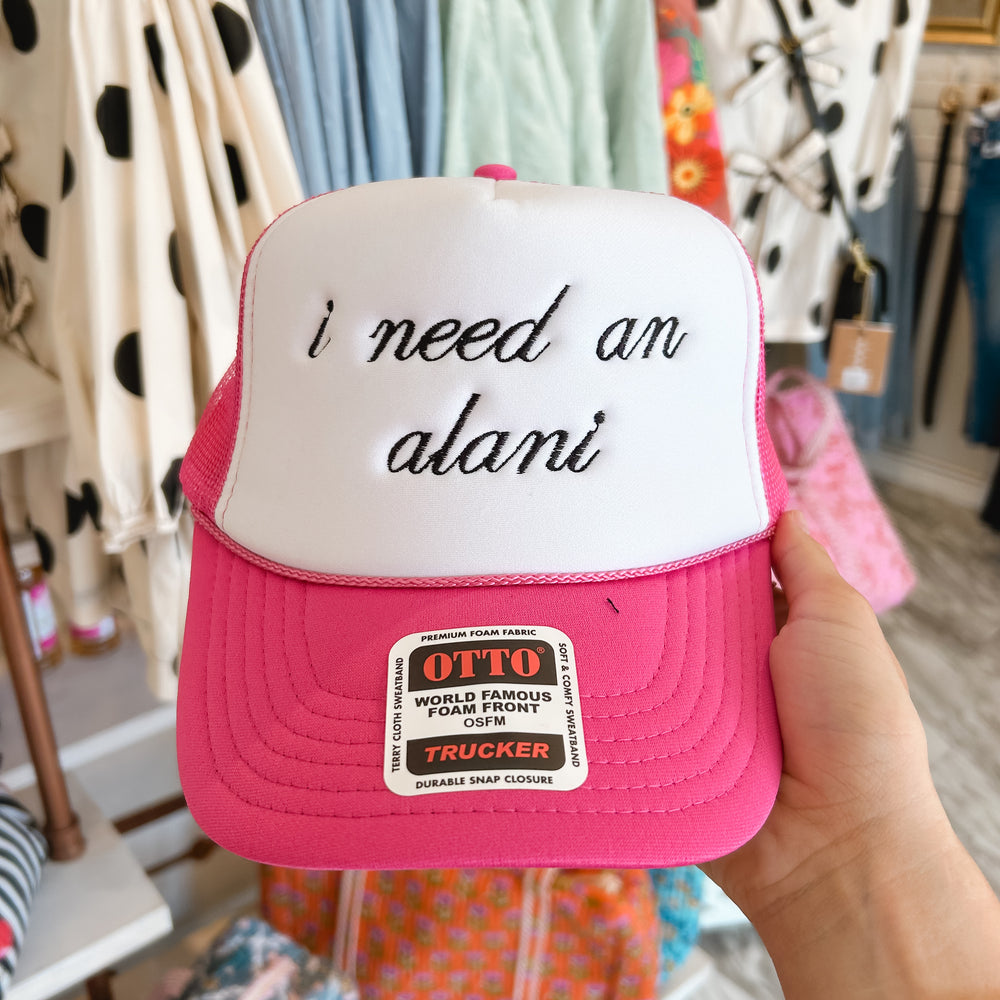 i need an
alani
PREMIUM FOAM FABRIC
TERRY CLOTH SWEATBAND
SOFT & COMFY SWEATBAND
OTTO®
WORLD FAMOUS
FOAM FRONT
OSFM
TRUCKER
DURABLE SNAP CLOSURE